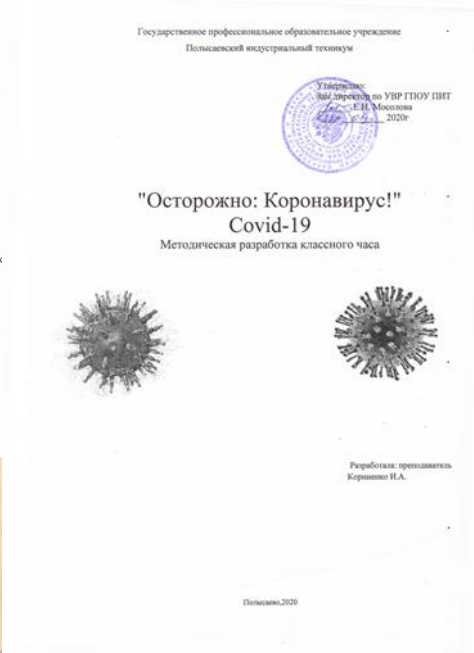 Государственное профессиональное образовательное учреждение
Полысаевский индустриальный техникум
Утверждаю:
Зам директор по УВР ГПОУ ПИТ
Е.Н. Мосолова
2020г
"Осторожно: Коронавирус!"
Covid-19
Методическая разработка классного часа
Разработала: преподаватель
Корниенко И.А.
Полысаево,2020